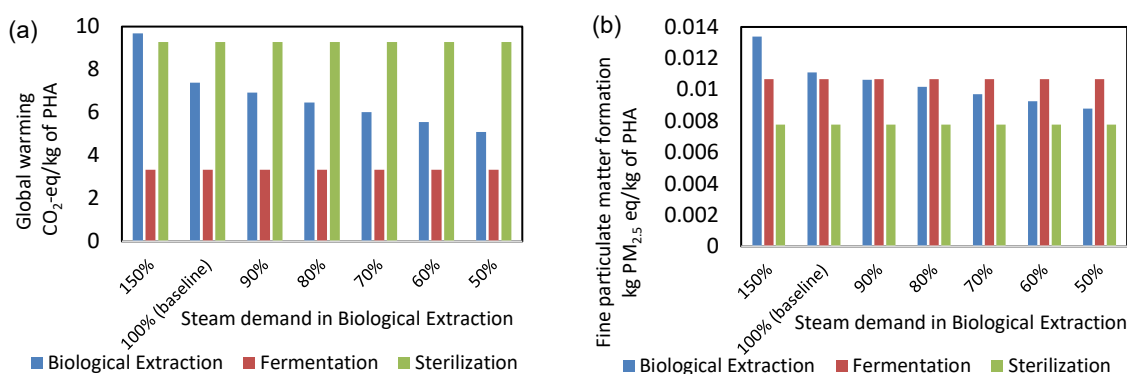 (a)
Global warming
CO₂-eq/kg of PHA
10
8
6
4
2
0
150%
100% (baseline)
90%
80%
70%
60%
50%
Steam demand in Biological Extraction
Biological Extraction Fermentation Sterilization
(b)
Fine particulate matter formation
kg PM₂.₅ eq/kg of PHA
0.014
0.012
0.01
0.008
0.006
0.004
0.002
0
150%
100% (baseline)
90%
80%
70%
60%
50%
Steam demand in Biological Extraction
Biological Extraction Fermentation Sterilization